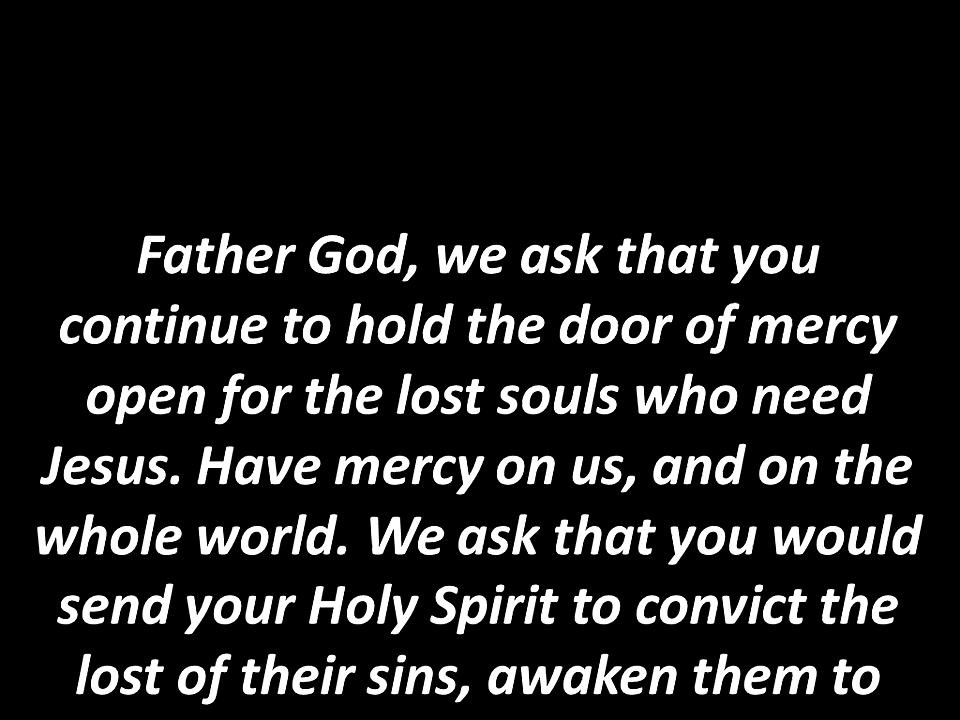 Father God, we ask that you
continue to hold the door of mercy
open for the lost souls who need
Jesus. Have mercy on us, and on the
whole world. We ask that you would
send your Holy Spirit to convict the
lost of their sins, awaken them to